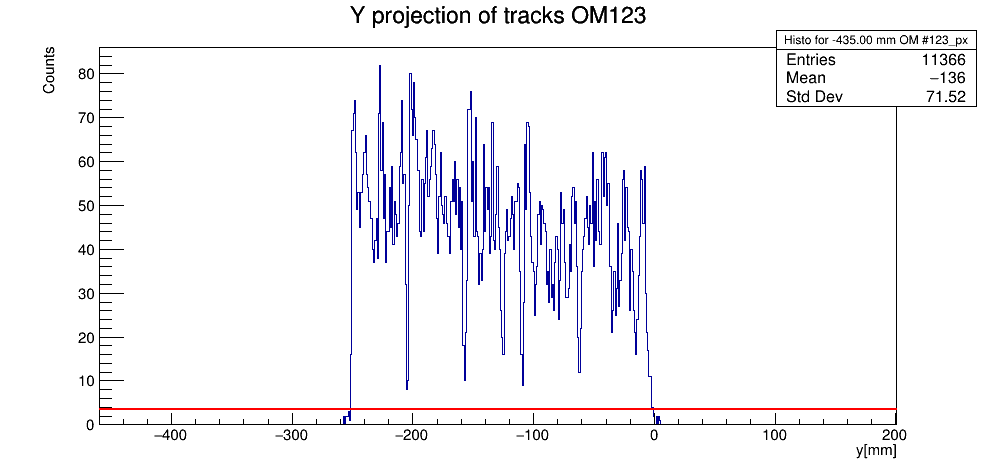 Y projection of tracks OM123
Histo for -435.00 mm OM #123_px
Entries 11366
Mean −136
Std Dev 71.52
Counts
80
70
60
50
40
30
20
10
0
−400 −300 −200 −100 0 100 200
y[mm]